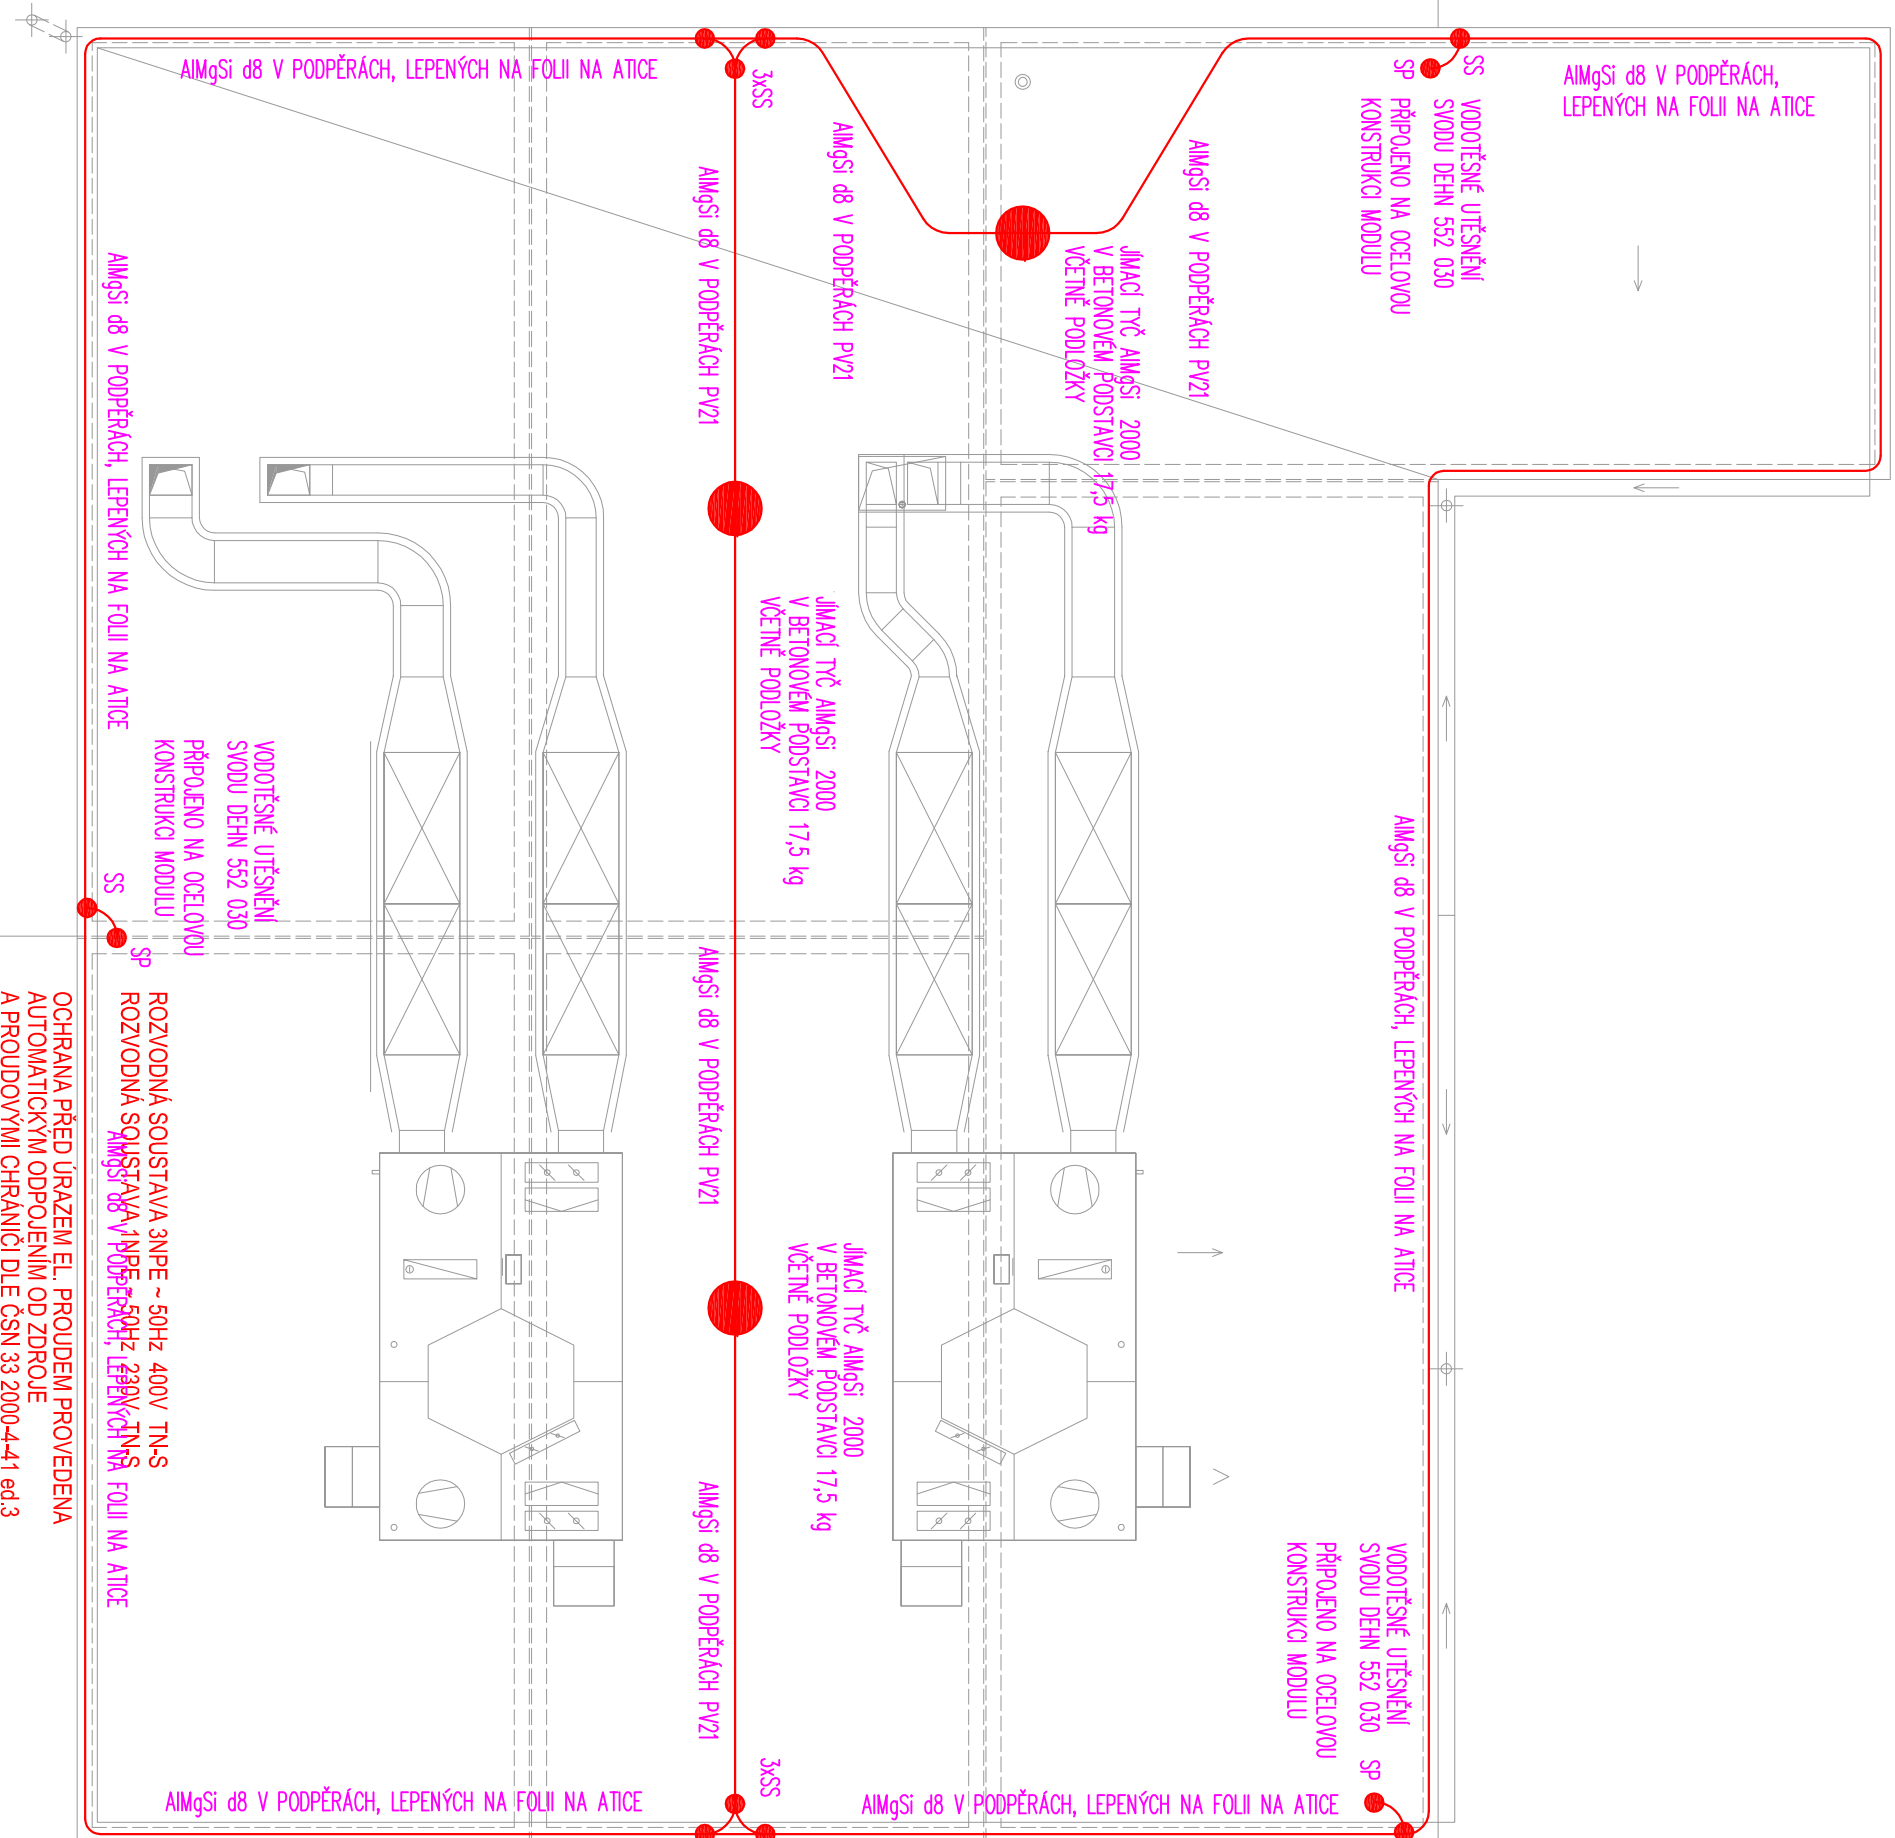 AlMgSi d8 V PODPĚRÁCH, LEPENÝCH NA FOLII NA ATICE
3xSS
AlMgSi d8 V PODPĚRÁCH PV21
AlMgSi d8 V PODPĚRÁCH PV21
AlMgSi d8 V PODPĚRÁCH PV21
SS
SP
AlMgSi d8 V PODPĚRÁCH,
LEPENÝCH NA FOLII NA ATICE
VODOTĚSNÉ UTĚSNĚNÍ
SVODU DEHN 552 030
PŘIPOJENO NA OCELOVOU
KONSTRUKCI MODULU
JÍMACÍ TYČ AlMgSi 2000
V BETONOVÉM PODSTAVCI 17,5 kg
VČETNĚ PODLOŽKY
AlMgSi d8 V PODPĚRÁCH, LEPENÝCH NA FOLII NA ATICE
JÍMACÍ TYČ AlMgSi 2000
V BETONOVÉM PODSTAVCI 17,5 kg
VČETNĚ PODLOŽKY
VODOTĚSNÉ UTĚSNĚNÍ
SVODU DEHN 552 030
PŘIPOJENO NA OCELOVOU
KONSTRUKCI MODULU
SS
SP
AlMgSi d8 V PODPĚRÁCH, LEPENÝCH NA FOLII NA ATICE
AlMgSi d8 V PODPĚRÁCH PV21
ROZVODNÁ SOUSTAVA 3NPE ~ 50Hz 400V TN-S
ROZVODNÁ SOUSTAVA 1NPE ~ 50Hz 230V TN-S
OCHRANA PŘED ÚRAZEM EL. PROUDEM PROVEDENA
AUTOMATICKÝM ODPOJENÍM OD ZDROJE
A PROUDOVÝMI CHRÁNIČI DLE ČSN 33 2000-4-41 ed.3
AlMgSi d8 V PODPĚRÁCH, LEPENÝCH NA FOLII NA ATICE
JÍMACÍ TYČ AlMgSi 2000
V BETONOVÉM PODSTAVCI 17,5 kg
VČETNĚ PODLOŽKY
AlMgSi d8 V PODPĚRÁCH PV21
VODOTĚSNÉ UTĚSNĚNÍ
SVODU DEHN 552 030
PŘIPOJENO NA OCELOVOU
KONSTRUKCI MODULU
SP
3xSS
AlMgSi d8 V PODPĚRÁCH, LEPENÝCH NA FOLII NA ATICE
AlMgSi d8 V PODPĚRÁCH, LEPENÝCH NA FOLII NA ATICE